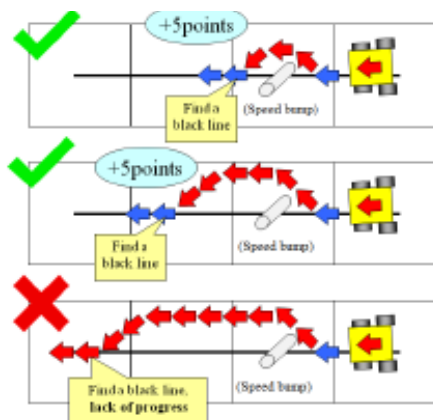 +5points
Find a
black line
(Speed bump)
+5points
Find a
black line
(Speed bump)
Find a black line,
lack of progress
(Speed bump)